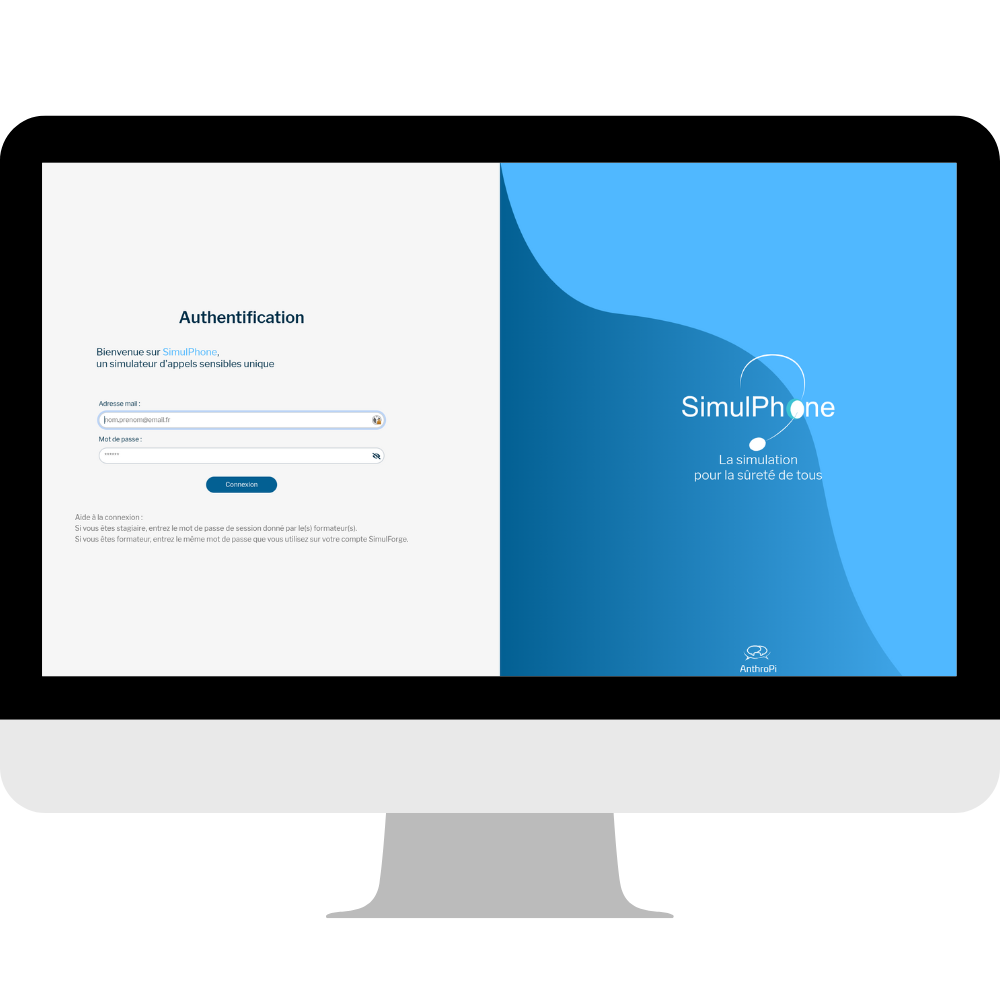 Authentification
Bienvenue sur SimulPhone,
un simulateur d'appels sensibles unique
Adresse mail :
nom.prenom@email.fr
Mot de passe :
******
Connexion
Aide à la connexion :
Si vous êtes stagiaire, entrez le mot de passe de session donné par le(s) formateur(s).
Si vous êtes formateur, entrez le même mot de passe que vous utilisez sur votre compte SimulForge.
SimulPhone
La simulation
pour la sûreté de tous
AnthroPi